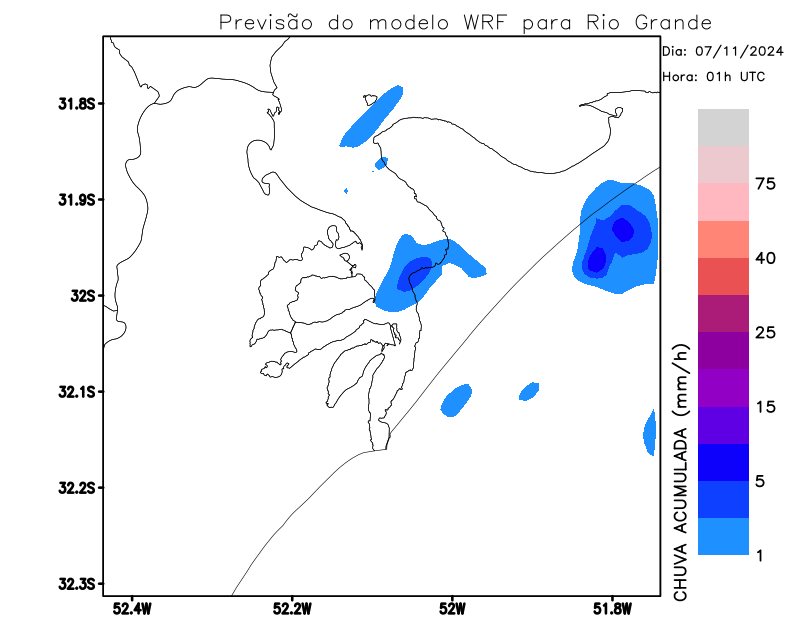 Previsão do modelo WRF para Rio Grande
Dia: 07/11/2024
Hora: 01h UTC
31.8S
31.9S
32S
32.1S
32.2S
32.3S
52.4W
52.2W
52W
51.8W
75
40
25
15
5
1
CHUVA ACUMULADA (mm/h)